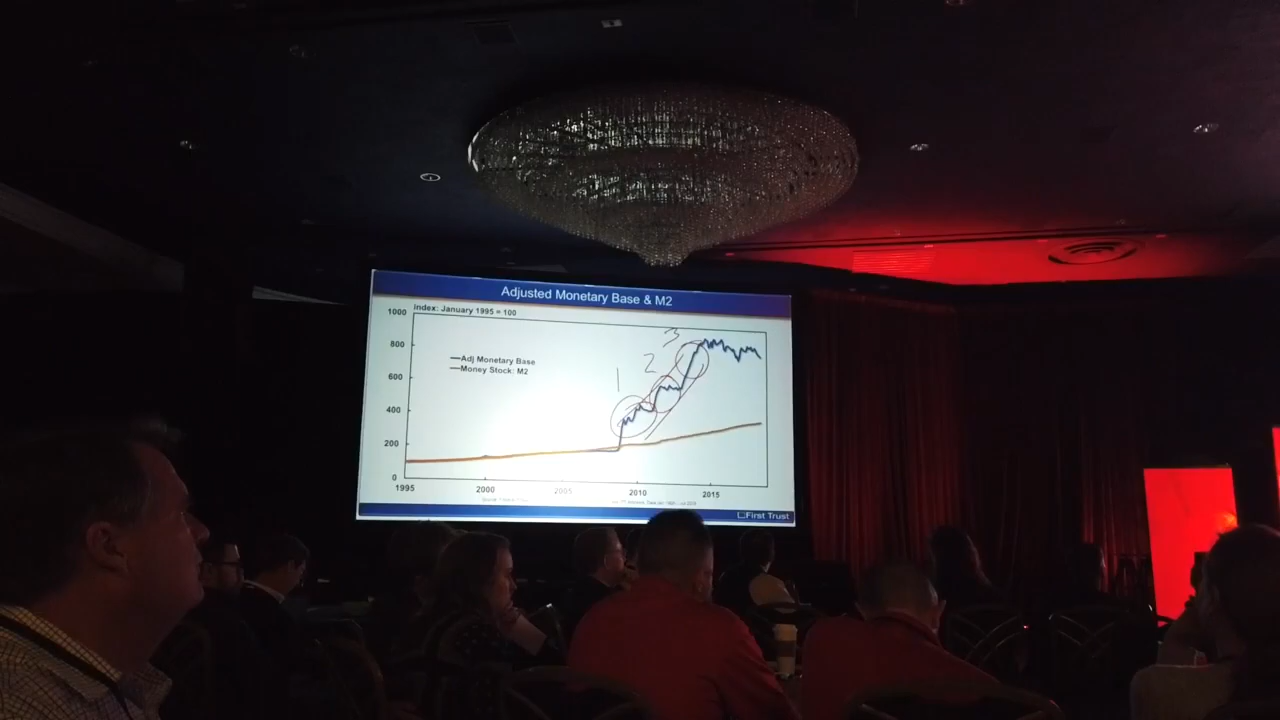 Adjusted Monetary Base & M2
Index: January 1995 = 100
1000
800
600
400
200
0
Adj Monetary Base
Money Stock: M2
1
2
3
1995
2000
2005
2010
2015
First Trust